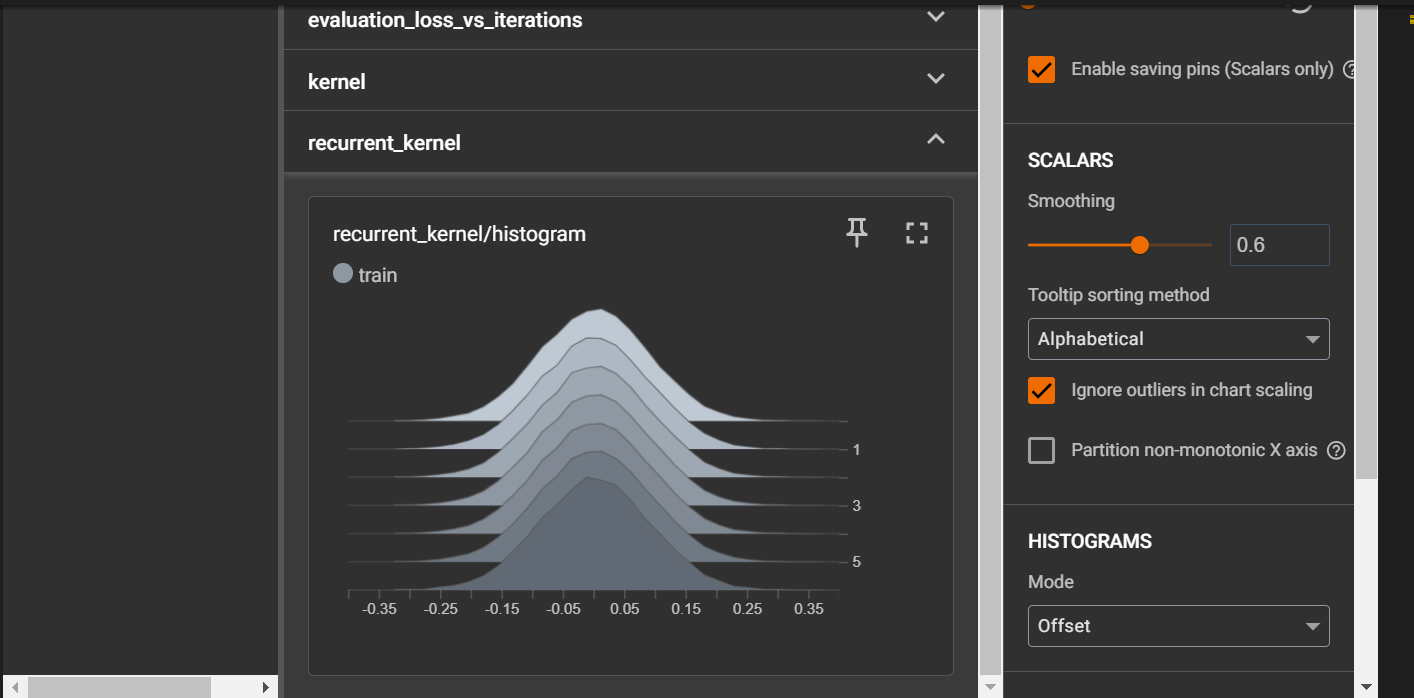 evaluation_loss_vs_iterations
kernel
recurrent_kernel
recurrent_kernel/histogram
train
1
3
5
-0.35 -0.25 -0.15 -0.05 0.05 0.15 0.25 0.35
Enable saving pins (Scalars only)
SCALARS
Smoothing
0.6
Tooltip sorting method
Alphabetical
Ignore outliers in chart scaling
Partition non-monotonic X axis
HISTOGRAMS
Mode
Offset